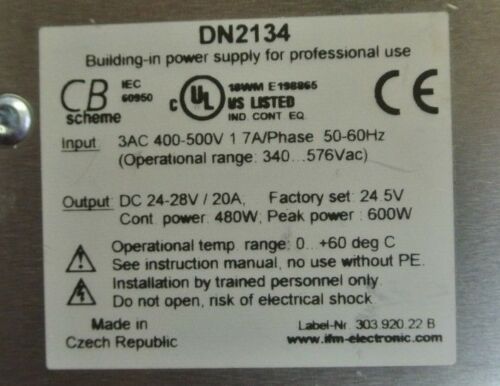 DN2134
Building-in power supply for professional use
CB scheme
IEC 60950
c UL US LISTED
18WM E198865
IND. CONT. EQ.
CE
Input: 3AC 400-500V 1.7A/Phase 50-60Hz
(Operational range: 340...576Vac)
Output: DC 24-28V / 20A; Factory set: 24.5V
Cont. power: 480W; Peak power : 600W
Operational temp. range: 0...+60 deg C
See instruction manual, no use without PE.
Installation by trained personnel only.
Do not open, risk of electrical shock
Made in
Czech Republic
Label-Nr. 303.920.22 B
www.ifm-electronic.com